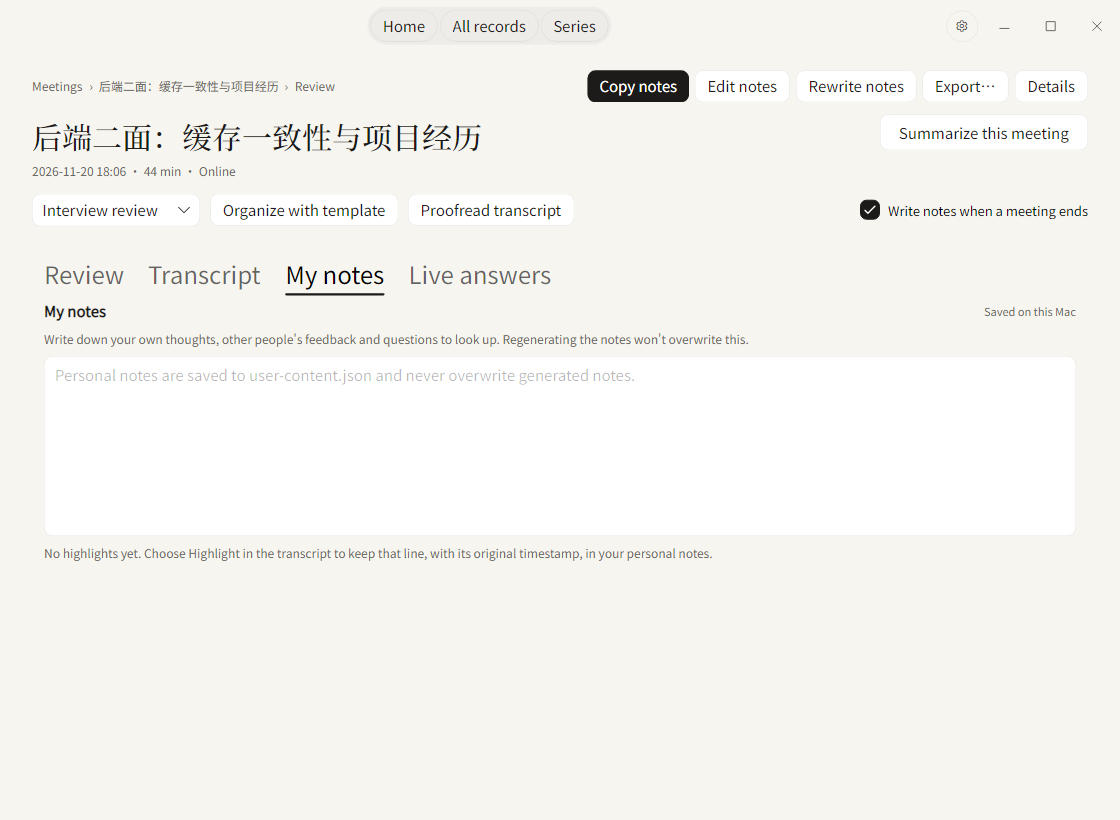 Home All records Series
Meetings › 后端二面：缓存一致性与项目经历 › Review
Copy notes Edit notes Rewrite notes Export··· Details
后端二面：缓存一致性与项目经历
Summarize this meeting
2026-11-20 18:06 • 44 min • Online
Interview review Organize with template Proofread transcript
Write notes when a meeting ends
Review Transcript My notes Live answers
My notes
Saved on this Mac
Write down your own thoughts, other people's feedback and questions to look up. Regenerating the notes won't overwrite this.
Personal notes are saved to user-content.json and never overwrite generated notes.
No highlights yet. Choose Highlight in the transcript to keep that line, with its original timestamp, in your personal notes.